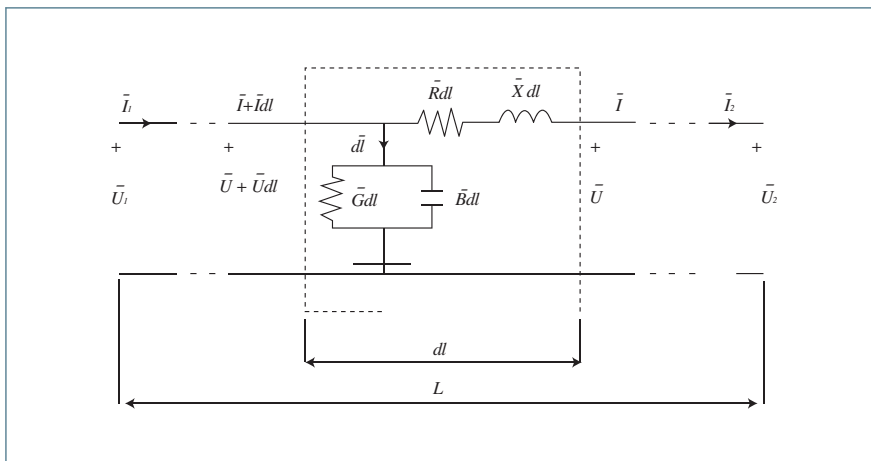 R̄dl X̄ dl
Ī₁ Ī+Īdl Ī Ī₂
+ + + +
dĪ
Ū₁ Ū + Ūdl Ḡdl B̄dl Ū Ū₂
dl
L